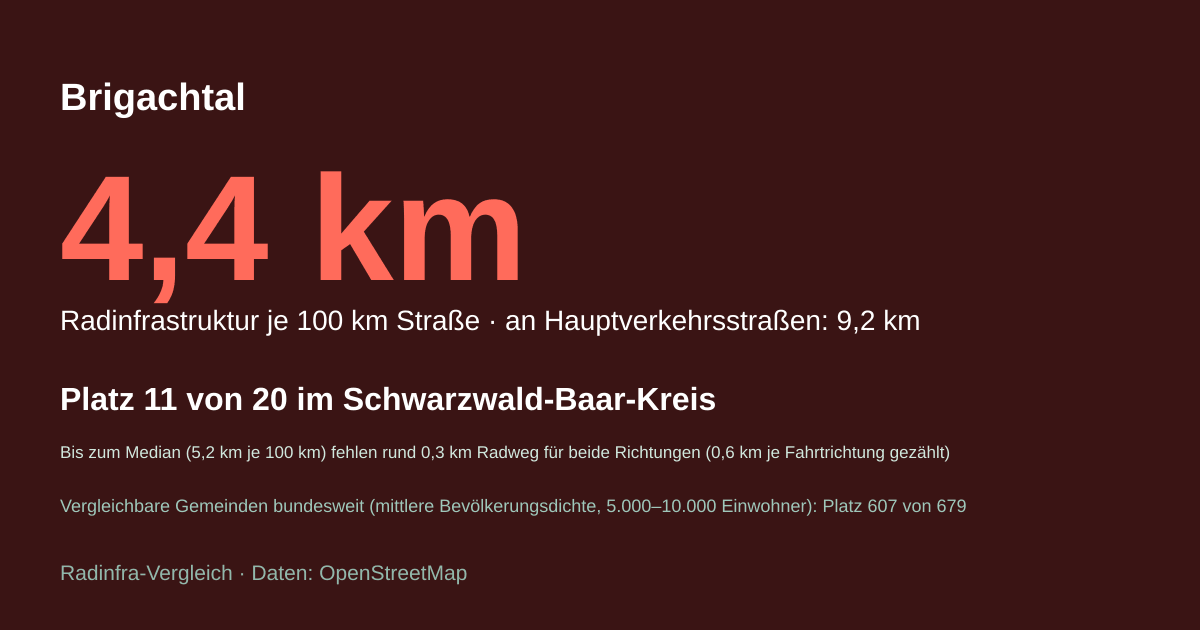 Brigachtal
4,4 km
Radinfrastruktur je 100 km Straße · an Hauptverkehrsstraßen: 9,2 km
Platz 11 von 20 im Schwarzwald-Baar-Kreis
Bis zum Median (5,2 km je 100 km) fehlen rund 0,3 km Radweg für beide Richtungen (0,6 km je Fahrtrichtung gezählt)
Vergleichbare Gemeinden bundesweit (mittlere Bevölkerungsdichte, 5.000–10.000 Einwohner): Platz 607 von 679
Radinfra-Vergleich · Daten: OpenStreetMap